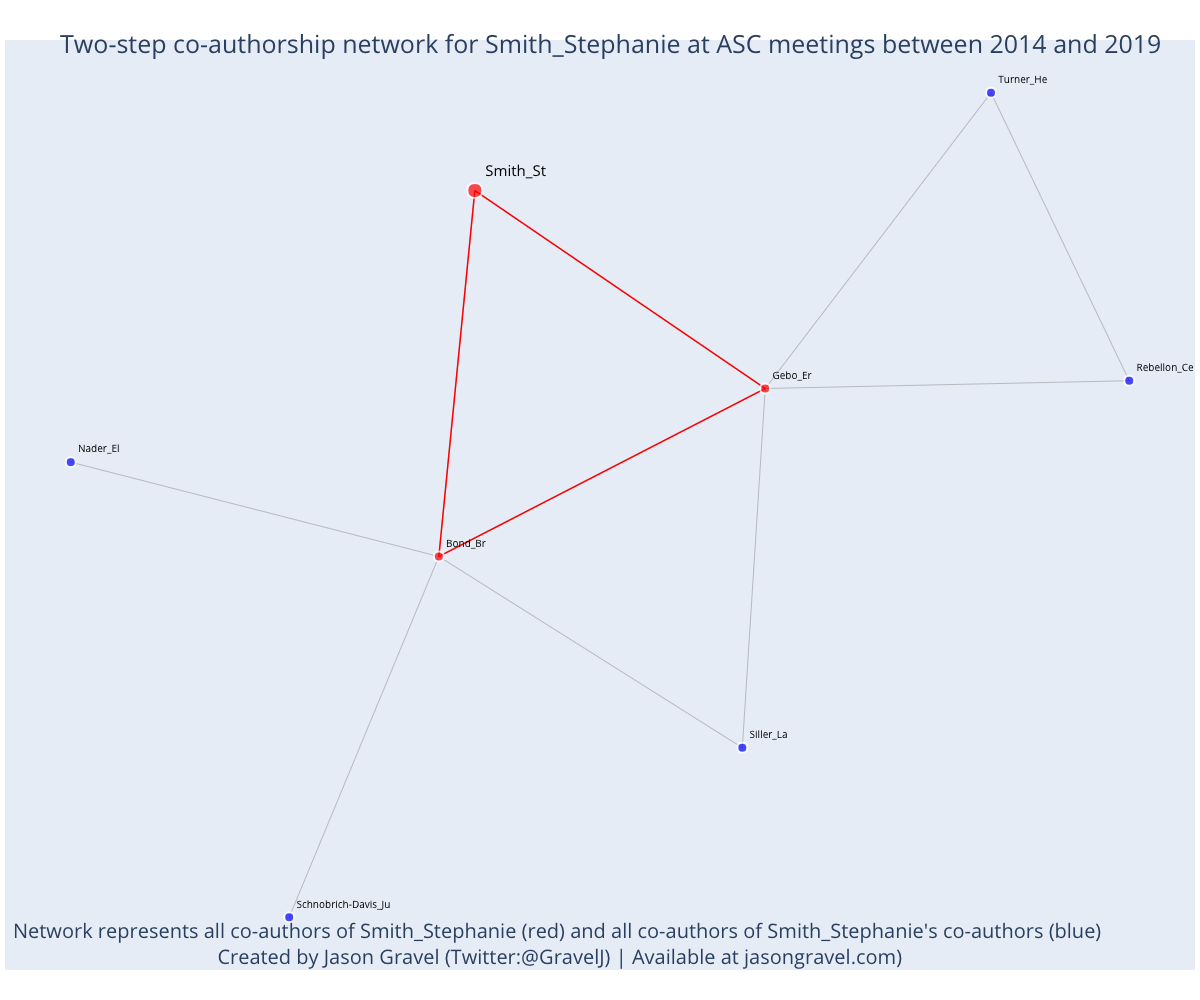 Two-step co-authorship network for Smith_Stephanie at ASC meetings between 2014 and 2019
Turner_He
Smith_St
Rebellon_Ce
Gebo_Er
Nader_El
Bond_Br
Siller_La
Schnobrich-Davis_Ju
Network represents all co-authors of Smith_Stephanie (red) and all co-authors of Smith_Stephanie's co-authors (blue)
Created by Jason Gravel (Twitter:@GravelJ) | Available at jasongravel.com)